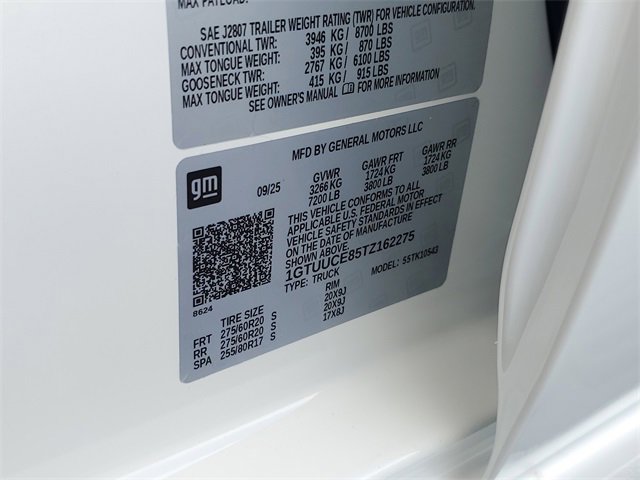 MAX PAYLOAD:
SAE J2807 TRAILER WEIGHT RATING (TWR) FOR VEHICLE CONFIGURATION.
CONVENTIONAL TWR: 3946 KG/ 8700 LBS
MAX TONGUE WEIGHT: 395 KG/ 870 LBS
GOOSENECK TWR: 2767 KG/ 6100 LBS
MAX TONGUE WEIGHT: 415 KG/ 915 LBS
SEE OWNER'S MANUAL FOR MORE INFORMATION
MFD BY GENERAL MOTORS LLC
gm
09/25
GVWR GAWR FRT GAWR RR
3266 KG 1724 KG 1724 KG
7200 LB 3800 LB 3800 LB
THIS VEHICLE CONFORMS TO ALL
APPLICABLE U.S. FEDERAL MOTOR
VEHICLE SAFETY STANDARDS IN EFFECT
ON THE DATE OF MANUFACTURE
1GTUUCE85TZ162275
TYPE: TRUCK MODEL: 55TK10543
8624
TIRE SIZE RIM
FRT 275/60R20 S 20X9J
RR 275/60R20 S 20X9J
SPA 255/80R17 S 17X8J